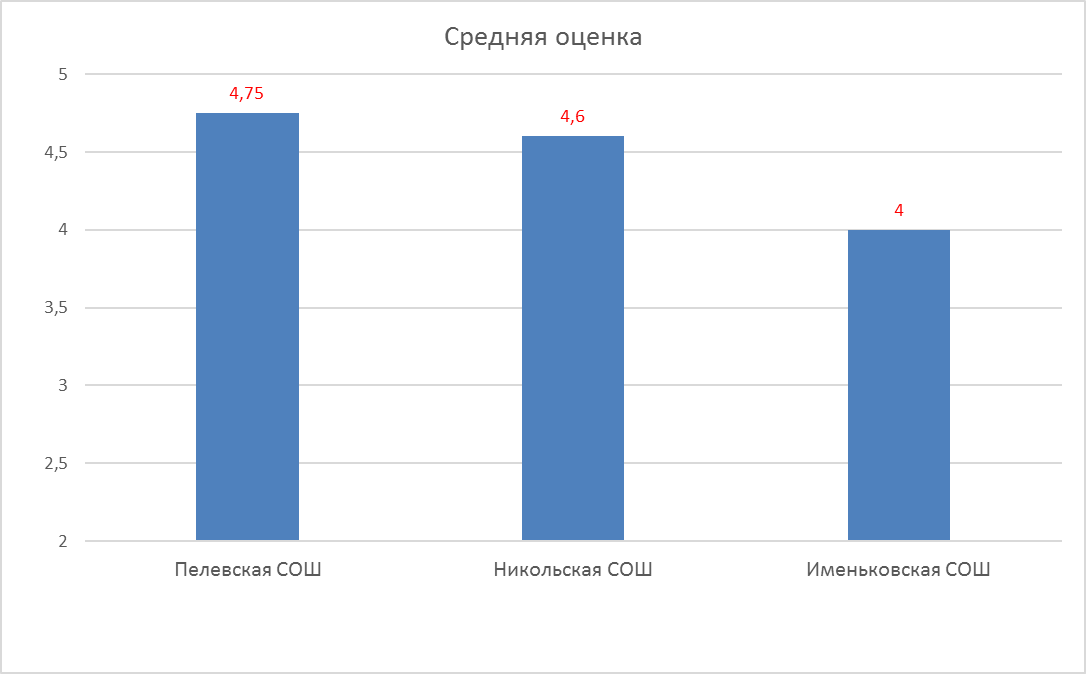 Средняя оценка
5
4,5
4
3,5
3
2,5
2
4,75
4,6
4
Пелевская СОШ
Никольская СОШ
Именьковская СОШ